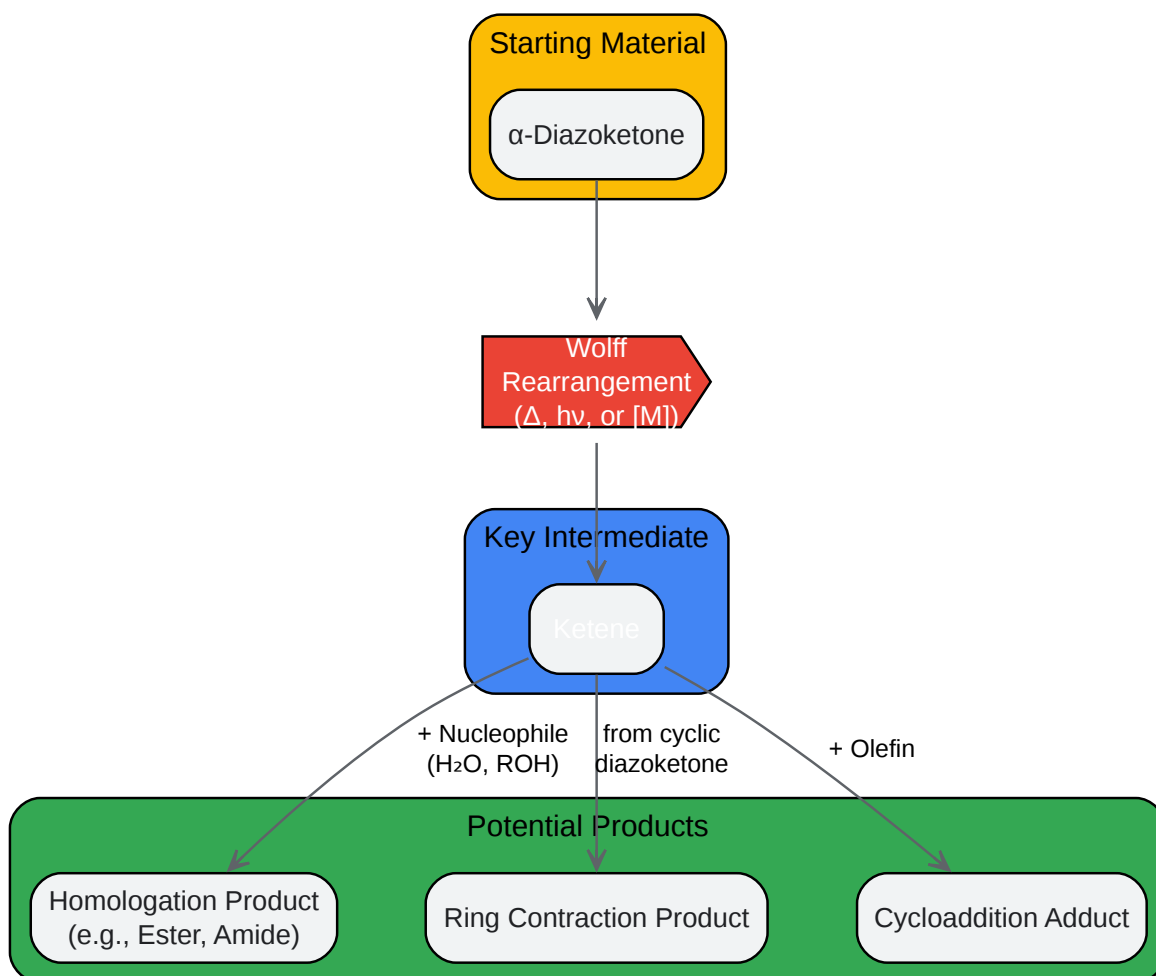 Starting Material
α-Diazoketone
Wolff
Rearrangement
(Δ, hν, or [M])
Key Intermediate
Ketene
+ Nucleophile
(H₂O, ROH)
from cyclic
diazoketone
+ Olefin
Potential Products
Homologation Product
(e.g., Ester, Amide)
Ring Contraction Product
Cycloaddition Adduct